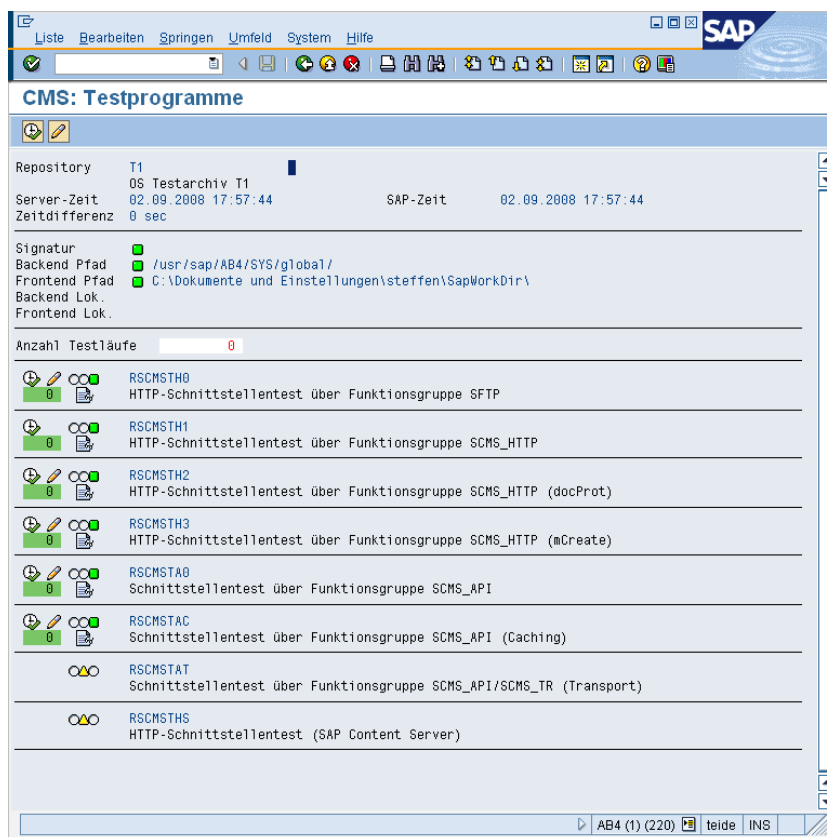 Liste Bearbeiten Springen Umfeld System Hilfe
SAP
CMS: Testprogramme
Repository T1
OS Testarchiv T1
Server-Zeit 02.09.2008 17:57:44 SAP-Zeit 02.09.2008 17:57:44
Zeitdifferenz 0 sec
Signatur
Backend Pfad /usr/sap/AB4/SYS/global/
Frontend Pfad C:\Dokumente und Einstellungen\steffen\SapWorkDir\
Backend Lok.
Frontend Lok.
Anzahl Testläufe 0
RSCMSTH0
0 HTTP-Schnittstellentest über Funktionsgruppe SFTP
RSCMSTH1
0 HTTP-Schnittstellentest über Funktionsgruppe SCMS_HTTP
RSCMSTH2
0 HTTP-Schnittstellentest über Funktionsgruppe SCMS_HTTP (docProt)
RSCMSTH3
0 HTTP-Schnittstellentest über Funktionsgruppe SCMS_HTTP (mCreate)
RSCMSTA0
0 Schnittstellentest über Funktionsgruppe SCMS_API
RSCMSTAC
0 Schnittstellentest über Funktionsgruppe SCMS_API (Caching)
RSCMSTAT
Schnittstellentest über Funktionsgruppe SCMS_API/SCMS_TR (Transport)
RSCMSTHS
HTTP-Schnittstellentest (SAP Content Server)
AB4 (1) (220) teide INS